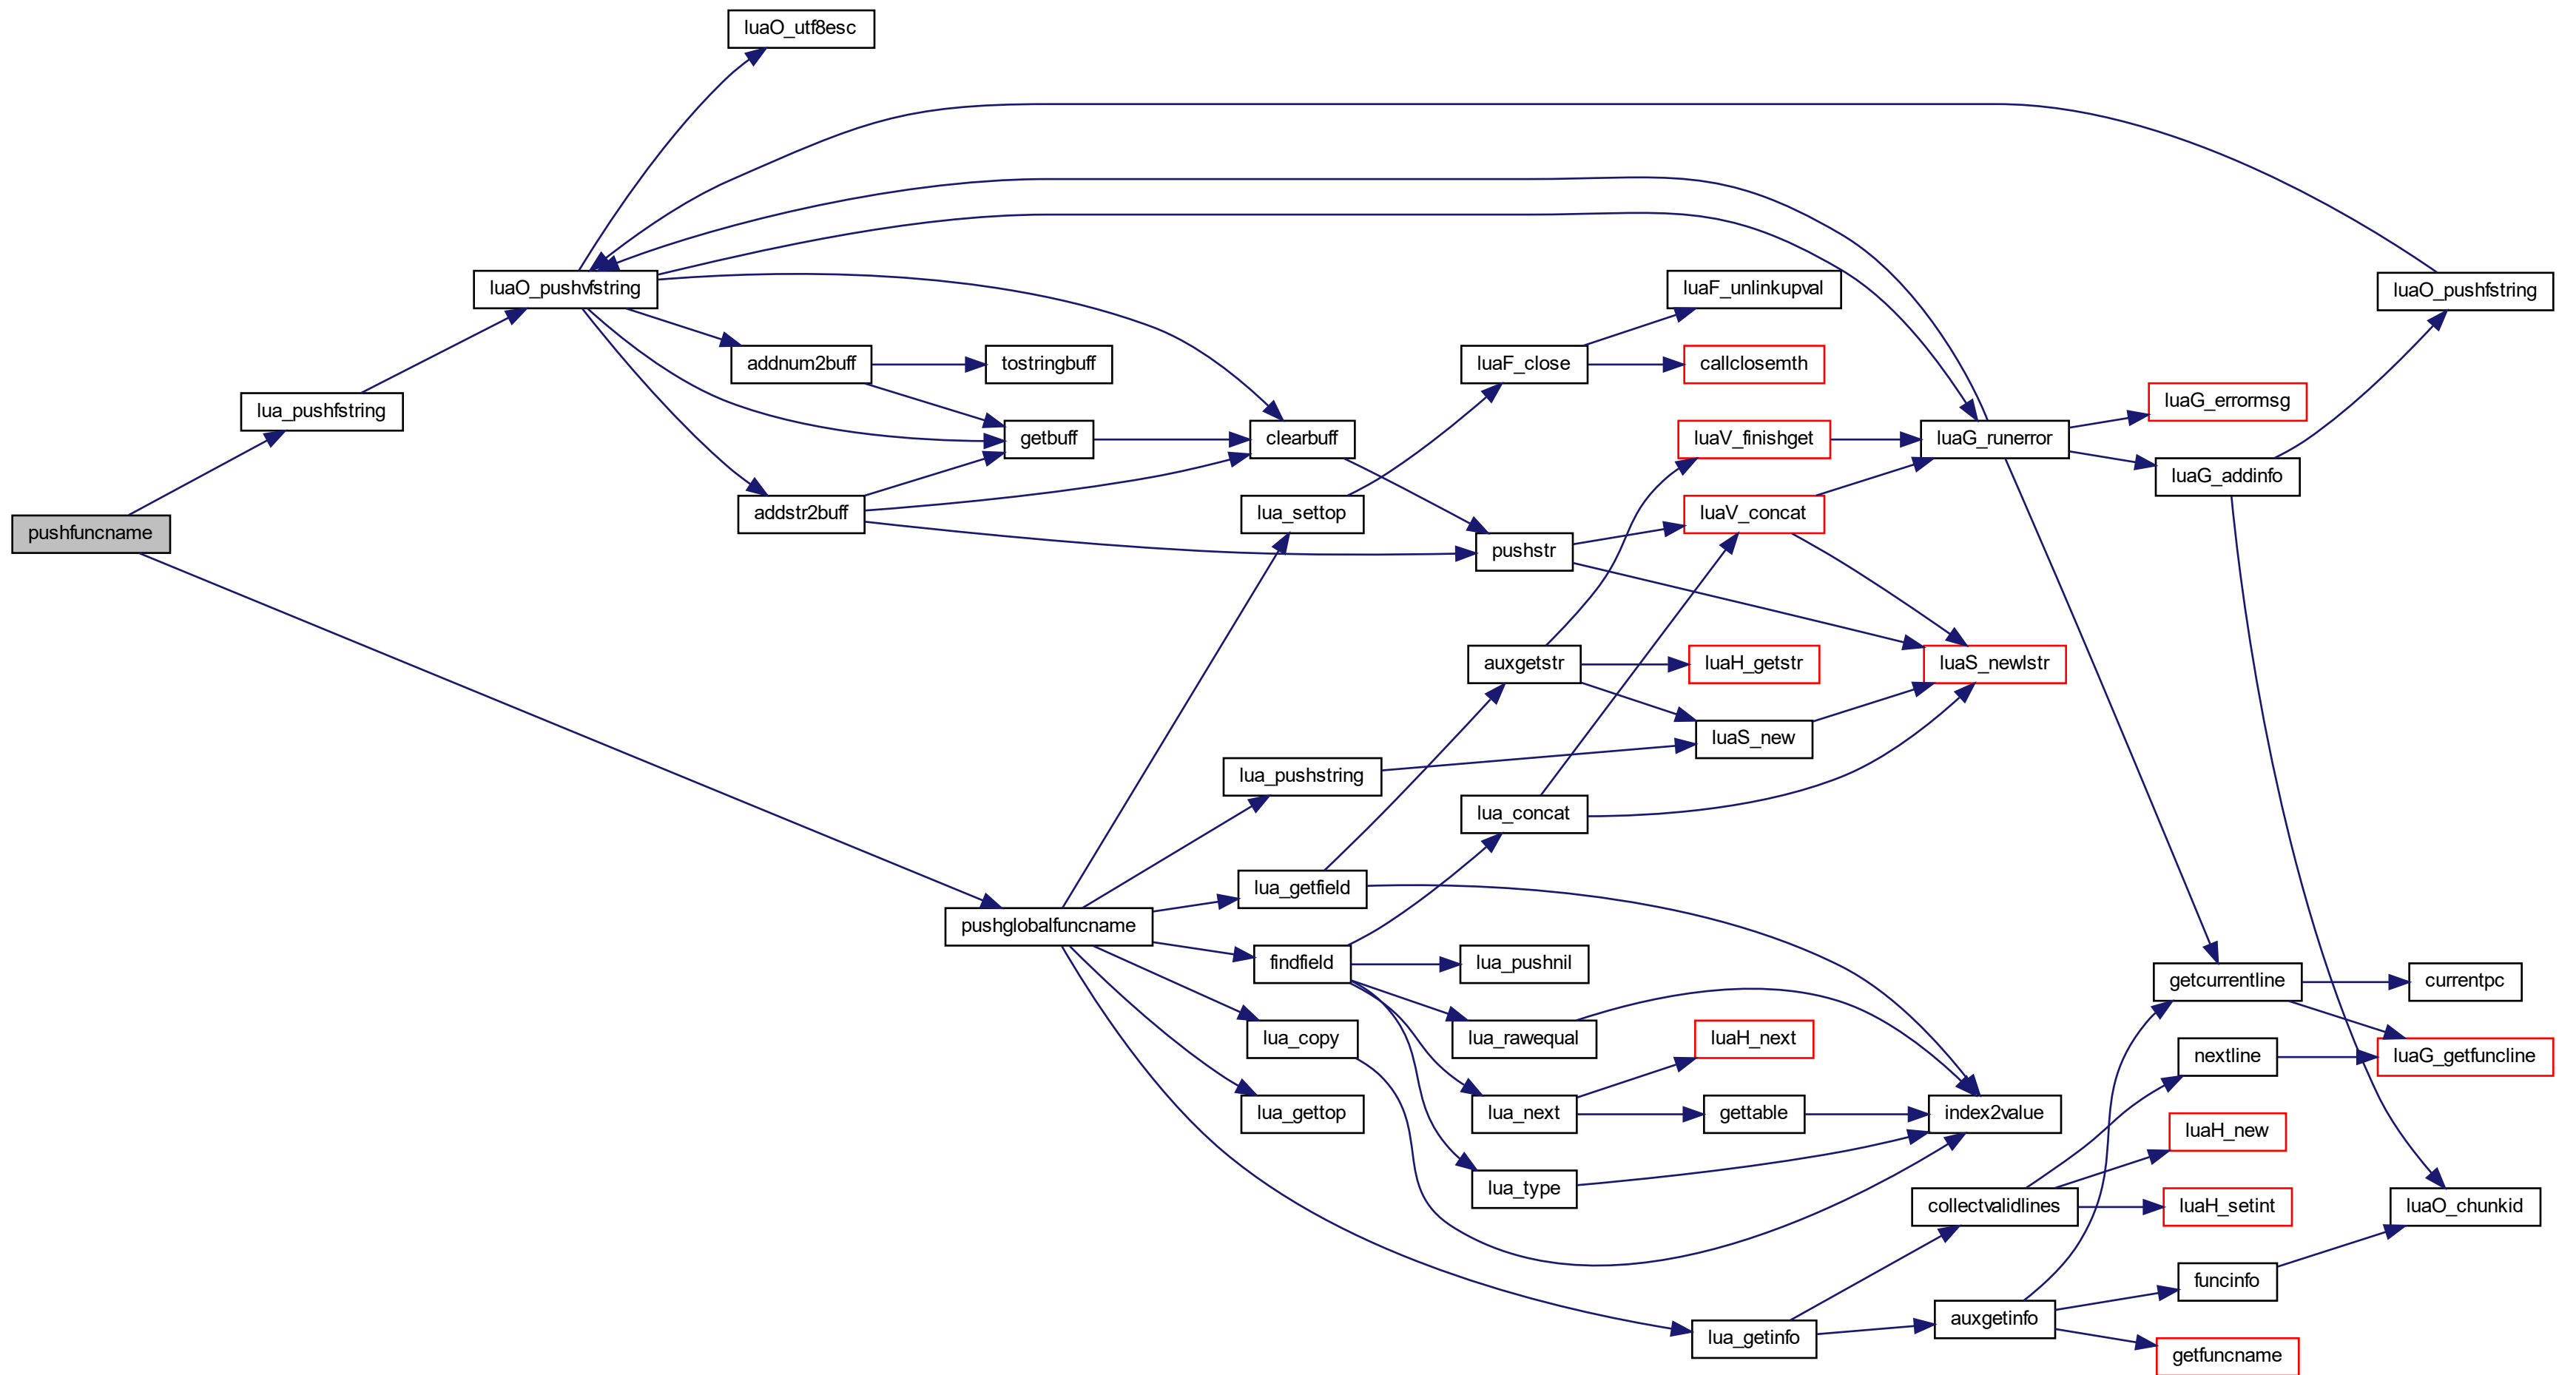 luaO_utf8esc
luaO_pushvfstring
luaF_unlinkupval
luaO_pushfstring
addnum2buff
tostringbuff
luaF_close
callclosemth
lua_pushfstring
luaG_errormsg
getbuff
clearbuff
luaV_finishget
luaG_runerror
luaG_addinfo
addstr2buff
lua_settop
luaV_concat
pushfuncname
pushstr
auxgetstr
luaH_getstr
luaS_newlstr
luaS_new
lua_pushstring
lua_concat
lua_getfield
pushglobalfuncname
findfield
lua_pushnil
getcurrentline
currentpc
lua_copy
lua_rawequal
luaH_next
nextline
luaG_getfuncline
lua_gettop
lua_next
gettable
index2value
luaH_new
lua_type
collectvalidlines
luaH_setint
luaO_chunkid
funcinfo
auxgetinfo
lua_getinfo
getfuncname